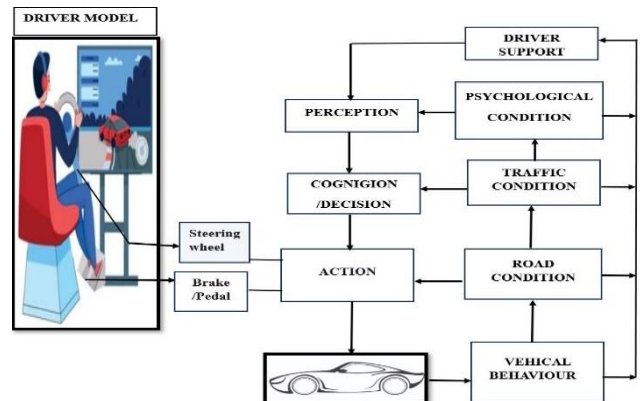 DRIVER MODEL
DRIVER
SUPPORT
PSYCHOLOGICAL
CONDITION
PERCEPTION
TRAFFIC
CONDITION
COGNIGION
/DECISION
Steering
wheel
ACTION
ROAD
CONDITION
Brake
/Pedal
VEHICAL
BEHAVIOUR